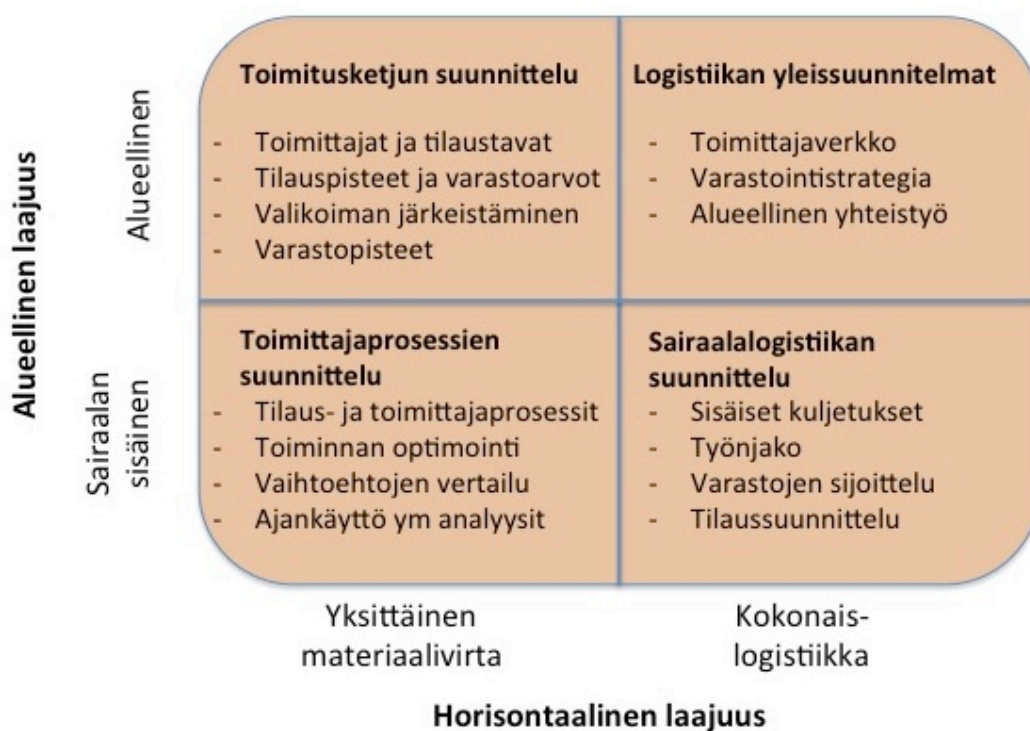 Alueellinen laajuus
Alueellinen
Toimitusketjun suunnittelu
- Toimittajat ja tilaustavat
- Tilauspisteet ja varastoarvot
- Valikoiman järkeistäminen
- Varastopisteet
Logistiikan yleissuunnitelmat
- Toimittajaverkko
- Varastointistrategia
- Alueellinen yhteistyö
Sairaalan
sisäinen
Toimittajaprosessien
suunnittelu
- Tilaus- ja toimittajaprosessit
- Toiminnan optimointi
- Vaihtoehtojen vertailu
- Ajankäyttö ym analyysit
Sairaalalogistiikan
suunnittelu
- Sisäiset kuljetukset
- Työnjako
- Varastojen sijoittelu
- Tilaussuunnittelu
Yksittäinen
materiaalivirta
Kokonais-
logistiikka
Horisontaalinen laajuus